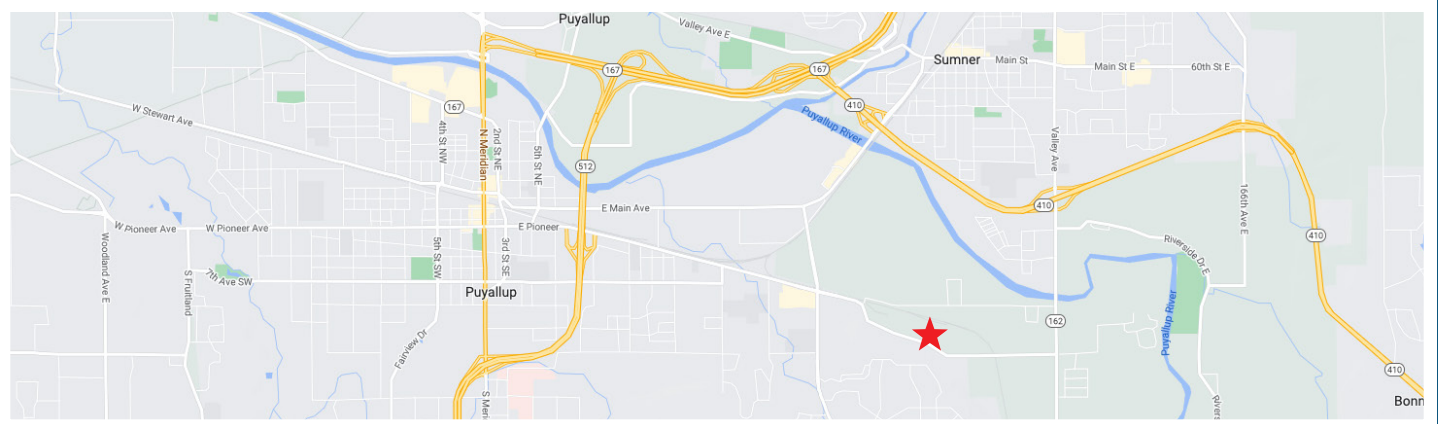 Puyallup
Valley Ave E
Sumner
Main St
Main St E
60th St E
167
167
167
410
W Stewart Ave
4th St NW
N Meridian
2nd St NE
5th St NE
512
Puyallup River
Valley Ave
166th Ave E
410
E Main Ave
W Pioneer Ave
W Pioneer Ave
E Pioneer
Woodland Ave E
S Fruitland
7th Ave SW
5th St SW
3rd St SE
Puyallup
Riverside Dr E
410
Puyallup River
162
Fairview Dr
S Meri
Rivers
410
Bonn